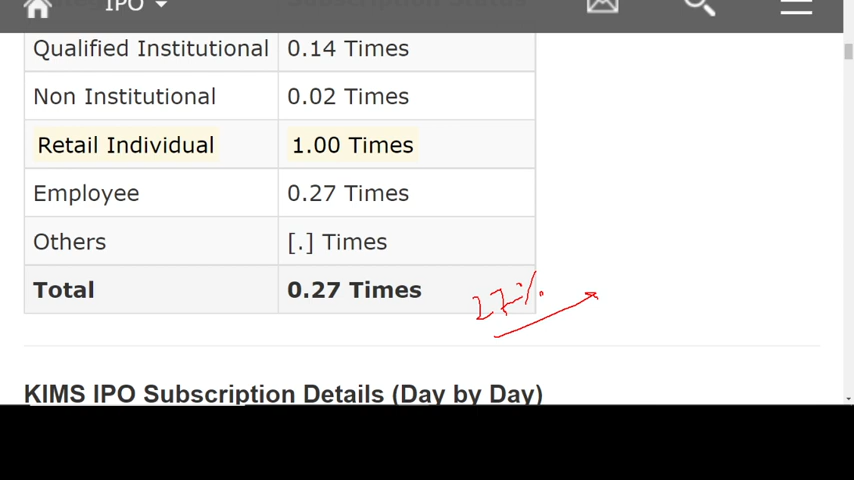 IPO
Qualified Institutional 0.14 Times
Non Institutional 0.02 Times
Retail Individual 1.00 Times
Employee 0.27 Times
Others [.] Times
Total 0.27 Times
27%
KIMS IPO Subscription Details (Day by Day)